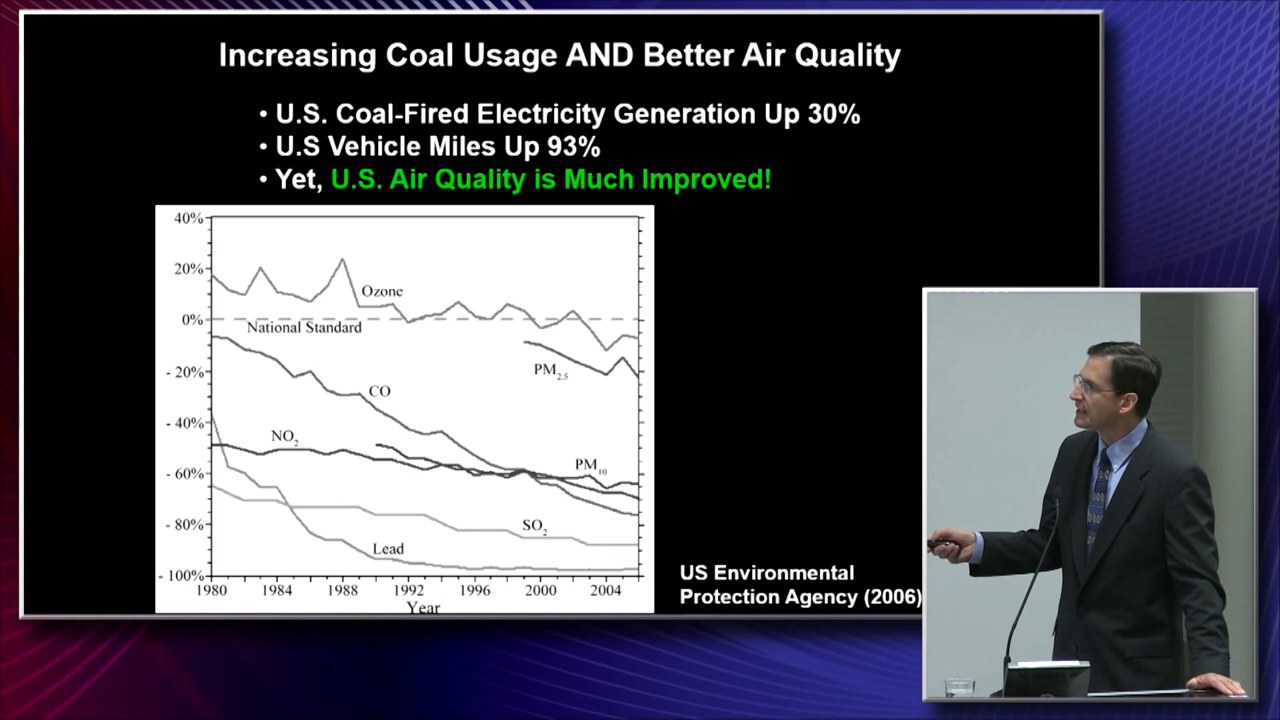 Increasing Coal Usage AND Better Air Quality
• U.S. Coal-Fired Electricity Generation Up 30%
• U.S Vehicle Miles Up 93%
• Yet, U.S. Air Quality is Much Improved!
40%
20%
Ozone
0%
National Standard
PM2.5
- 20%
CO
- 40%
NO2
PM10
- 60%
SO2
- 80%
Lead
- 100%
1980 1984 1988 1992 1996 2000 2004
Year
US Environmental
Protection Agency (2006)